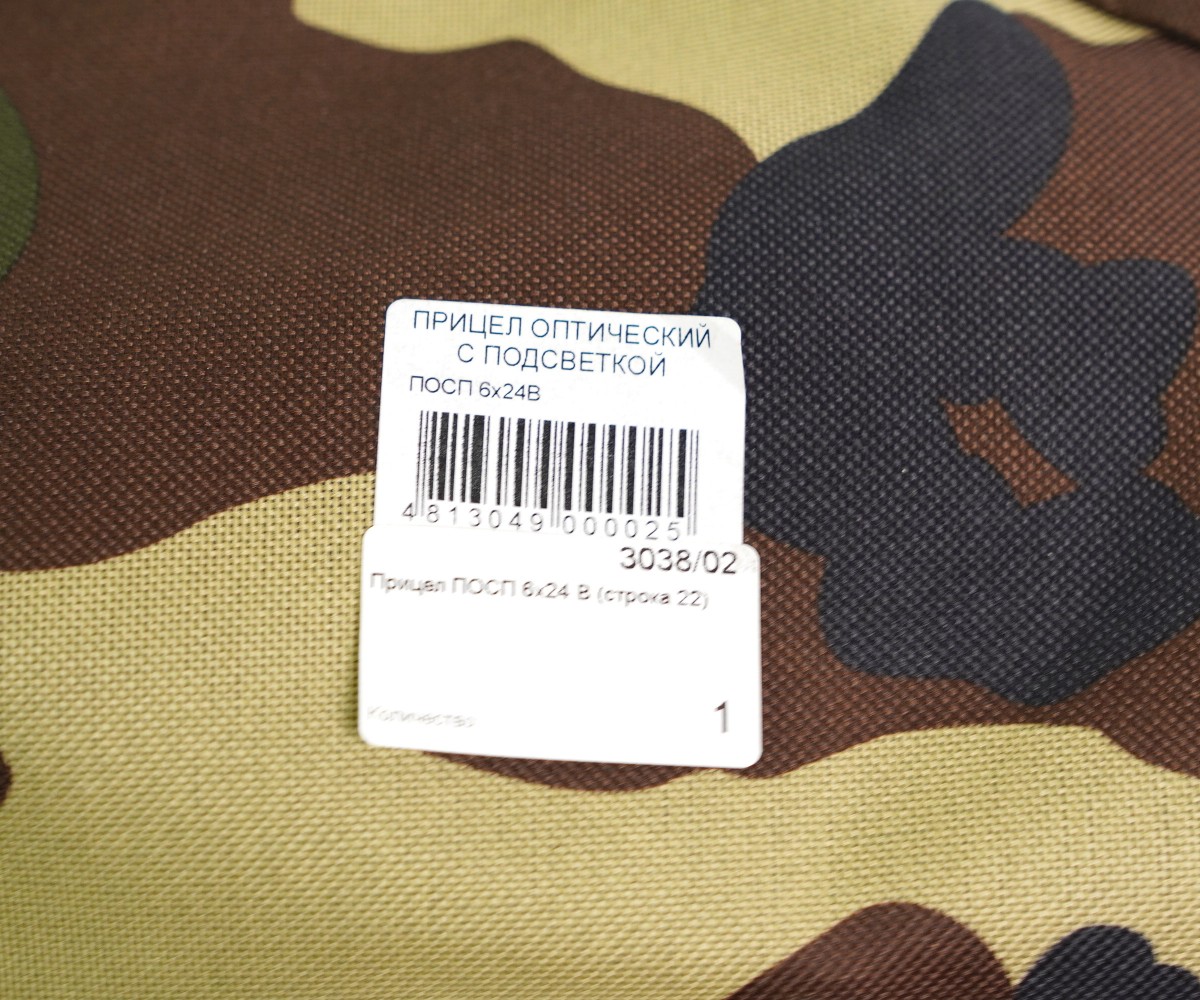 ПРИЦЕЛ ОПТИЧЕСКИЙ
С ПОДСВЕТКОЙ
ПОСП 6х24В
4 813049 000025
3038/02
Прицел ПОСП 6х24 В (строка 22)
Количество
1